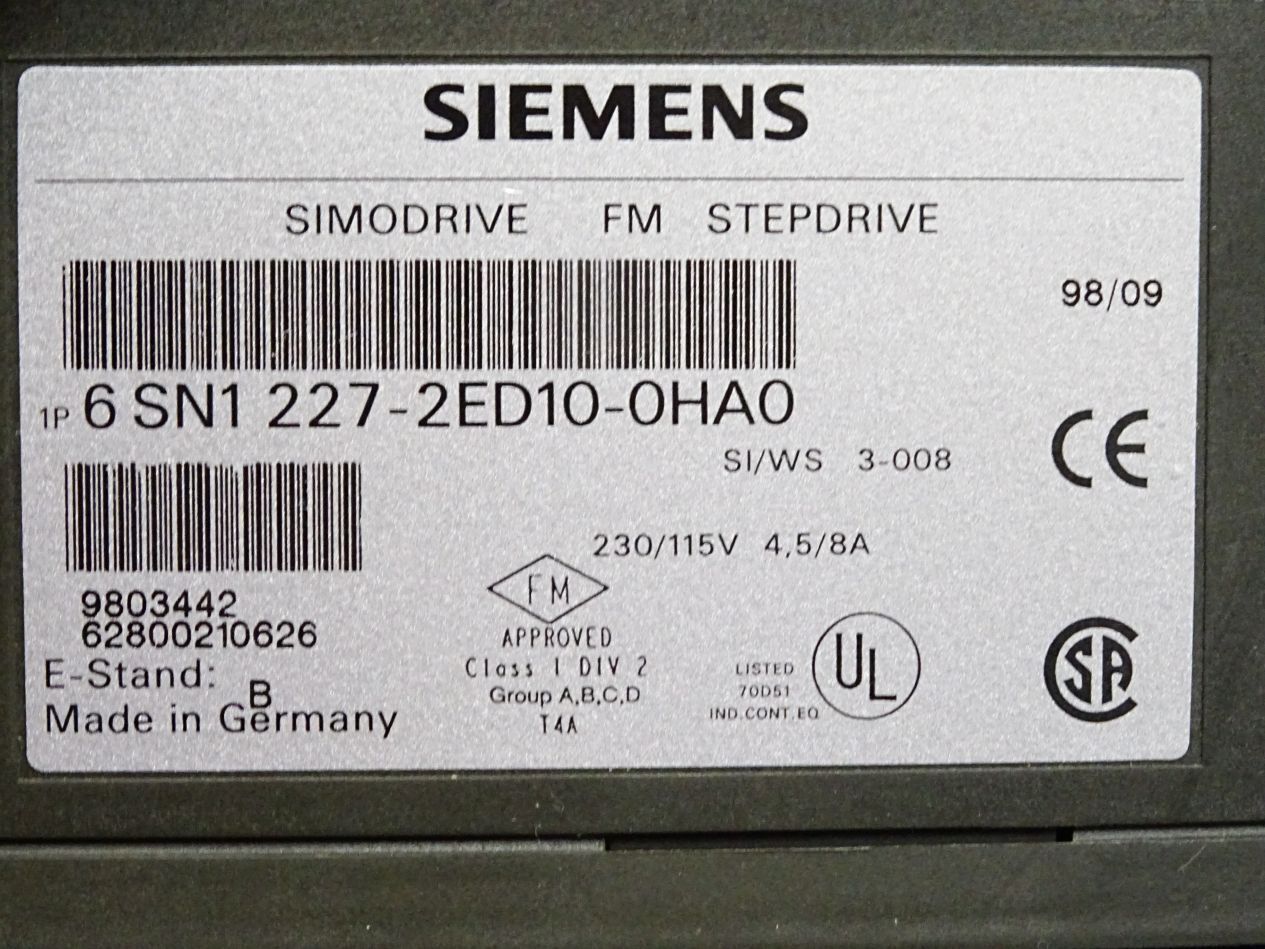 SIEMENS
SIMODRIVE FM STEPDRIVE
98/09
1P 6 SN1 227-2ED10-0HA0
SI/WS 3-008
CE
230/115V 4,5/8A
9803442
62800210626
E-Stand: B
Made in Germany
FM
APPROVED
Class I DIV 2
Group A,B,C,D
T4A
LISTED
70D51
IND.CONT.EQ
UL
SA